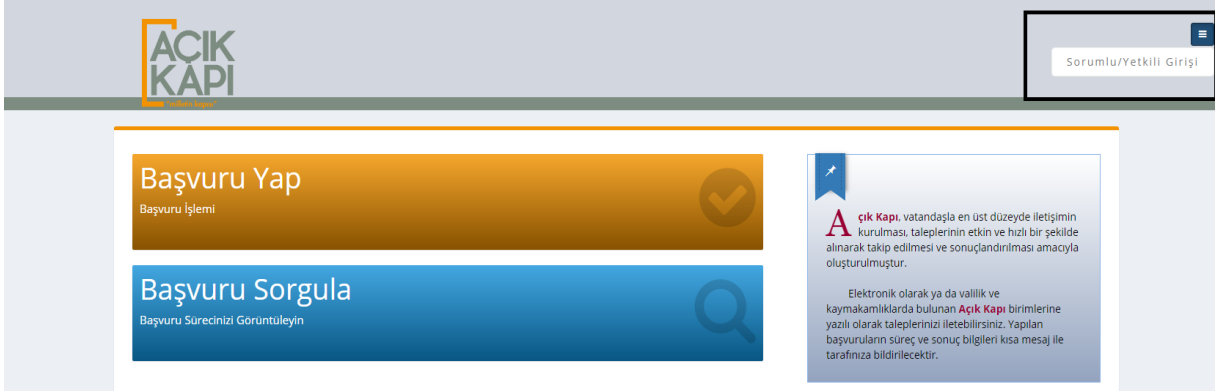 AÇIK
KAPI
"milletin kapısı"
Sorumlu/Yetkili Girişi
Başvuru Yap
Başvuru İşlemi
Başvuru Sorgula
Başvuru Sürecinizi Görüntüleyin
Açık Kapı, vatandaşla en üst düzeyde iletişimin
kurulması, taleplerinin etkin ve hızlı bir şekilde
alınarak takip edilmesi ve sonuçlandırılması amacıyla
oluşturulmuştur.
Elektronik olarak ya da valilik ve
kaymakamlıklarda bulunan Açık Kapı birimlerine
yazılı olarak taleplerinizi iletebilirsiniz. Yapılan
başvuruların süreç ve sonuç bilgileri kısa mesaj ile
tarafınıza bildirilecektir.